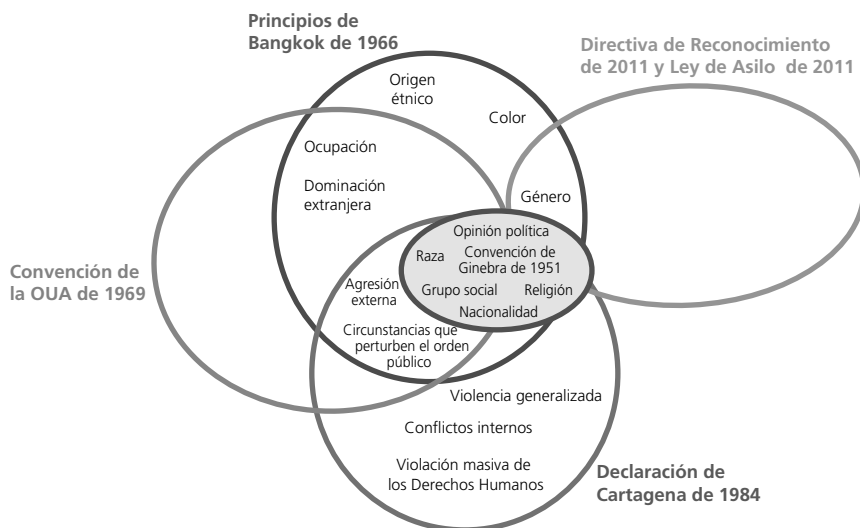 Principios de
Bangkok de 1966
Directiva de Reconocimiento
de 2011 y Ley de Asilo de 2011
Origen
étnico
Color
Ocupación
Dominación
extranjera
Género
Opinión política
Raza
Convención de
Ginebra de 1951
Grupo social
Religión
Nacionalidad
Convención de
la OUA de 1969
Agresión
externa
Circunstancias que
perturben el orden
público
Violencia generalizada
Conflictos internos
Violación masiva de
los Derechos Humanos
Declaración de
Cartagena de 1984